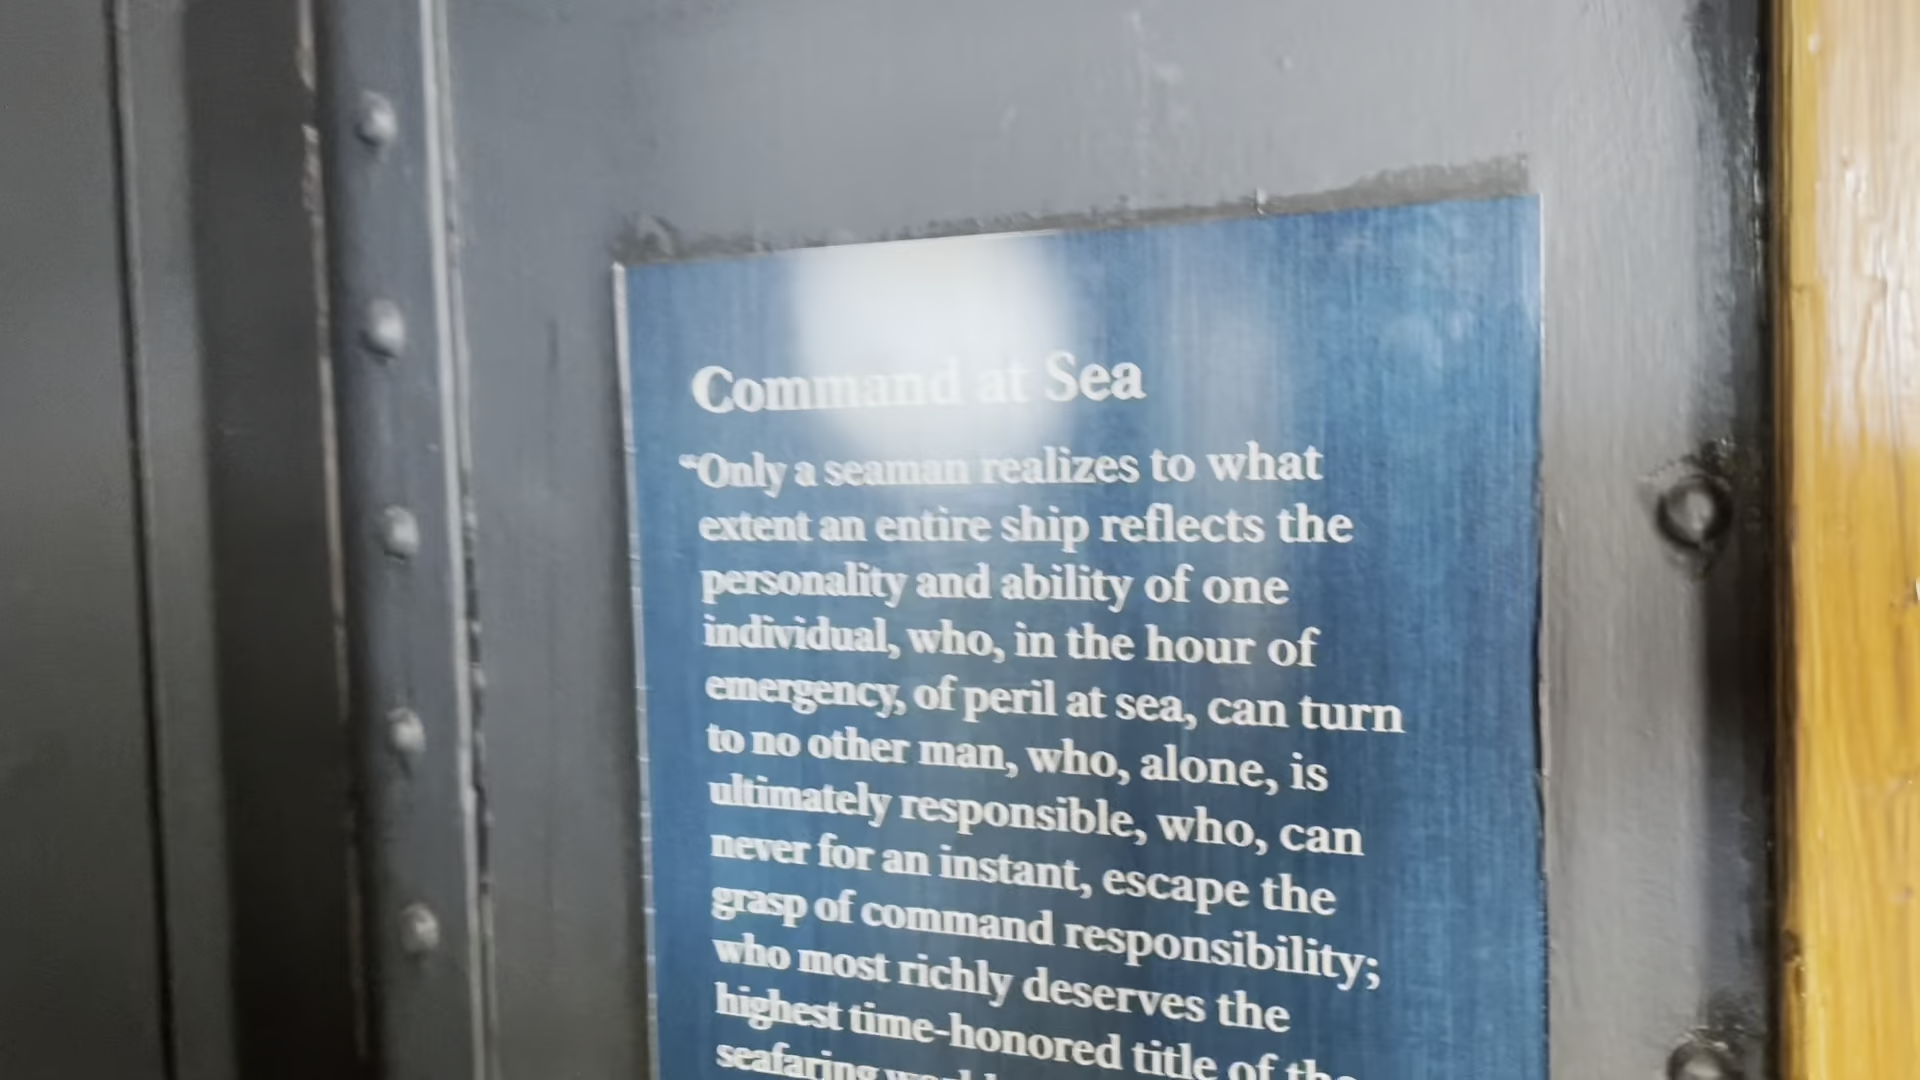 Command at Sea
“Only a seaman realizes to what
extent an entire ship reflects the
personality and ability of one
individual, who, in the hour of
emergency, of peril at sea, can turn
to no other man, who, alone, is
ultimately responsible, who, can
never for an instant, escape the
grasp of command responsibility;
who most richly deserves the
highest time-honored title of the
seafaring world